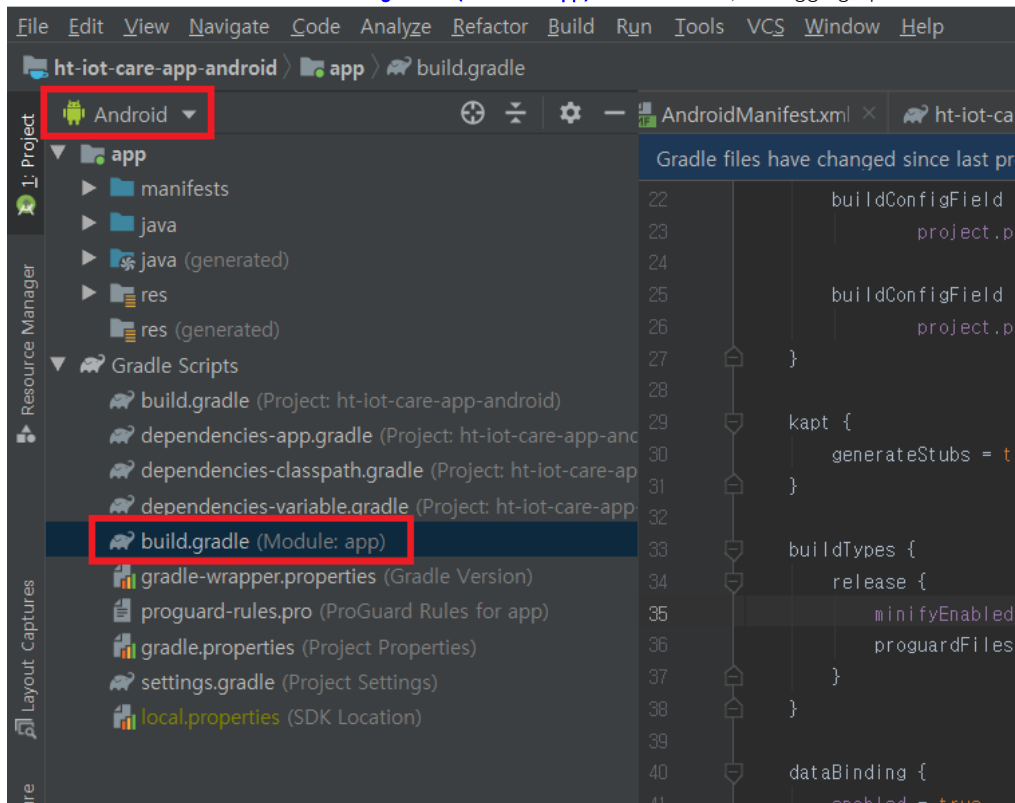 File Edit View Navigate Code Analyze Refactor Build Run Tools VCS Window Help
ht-iot-care-app-android app build.gradle
1: Project
Resource Manager
Layout Captures
Android
app
manifests
java
java (generated)
res
res (generated)
Gradle Scripts
build.gradle (Project: ht-iot-care-app-android)
dependencies-app.gradle (Project: ht-iot-care-app-and
dependencies-classpath.gradle (Project: ht-iot-care-ap
dependencies-variable.gradle (Project: ht-iot-care-app-
build.gradle (Module: app)
gradle-wrapper.properties (Gradle Version)
proguard-rules.pro (ProGuard Rules for app)
gradle.properties (Project Properties)
settings.gradle (Project Settings)
local.properties (SDK Location)
AndroidManifest.xml ht-iot-ca
Gradle files have changed since last pr
22 buildConfigField
23 project.p
24
25 buildConfigField
26 project.p
27 }
28
29 kapt {
30 generateStubs = t
31 }
32
33 buildTypes {
34 release {
35 minifyEnabled
36 proguardFiles
37 }
38 }
39
40 dataBinding {
41 enabled = true